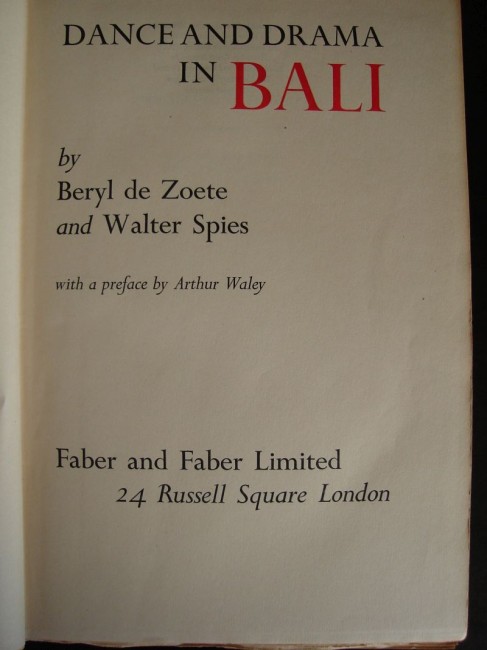 DANCE AND DRAMA
IN BALI
by
Beryl de Zoete
and Walter Spies
with a preface by Arthur Waley
Faber and Faber Limited
24 Russell Square London